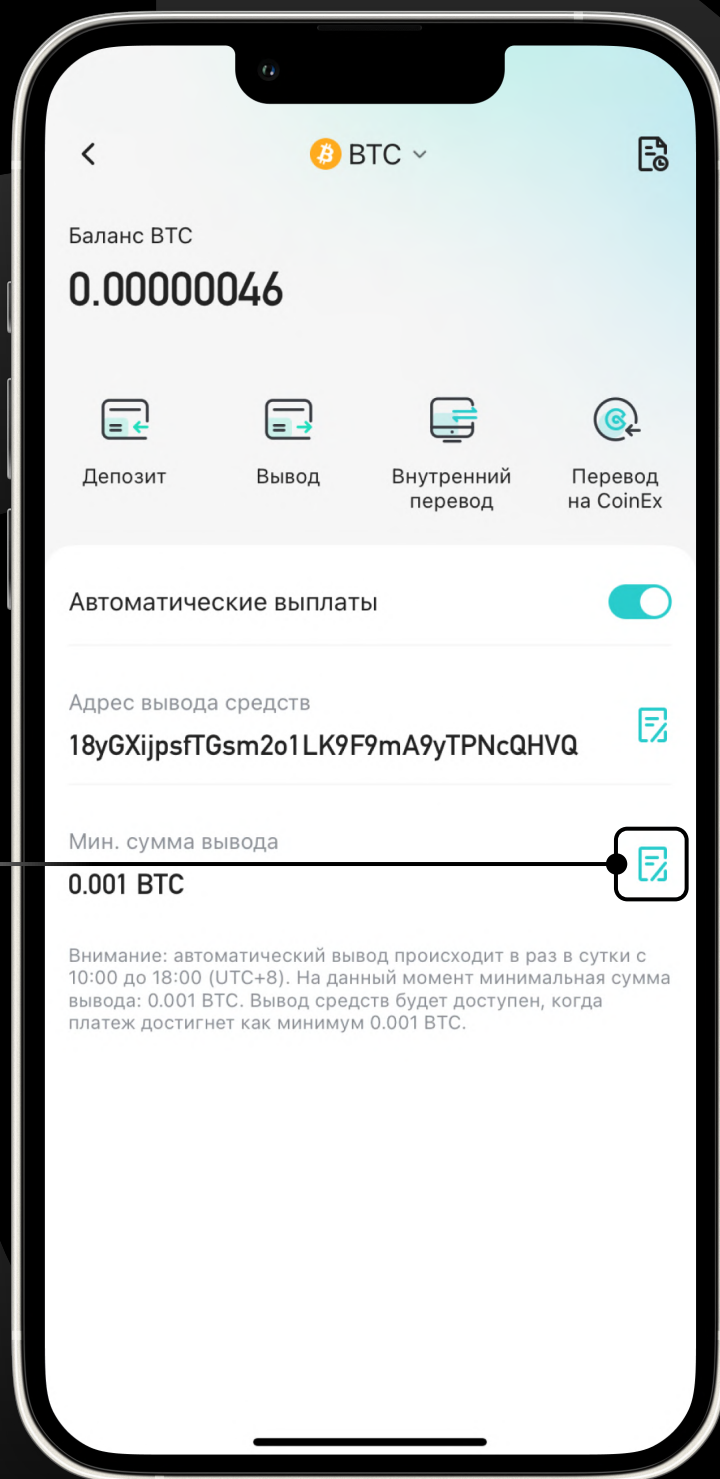 BTC
Баланс BTC
0.00000046
Депозит
Вывод
Внутренний
перевод
Перевод
на CoinEx
Автоматические выплаты
Адрес вывода средств
18yGXijpsfTGsm2o1LK9F9mA9yTPNcQHVQ
Мин. сумма вывода
0.001 BTC
Внимание: автоматический вывод происходит в раз в сутки с
10:00 до 18:00 (UTC+8). На данный момент минимальная сумма
вывода: 0.001 BTC. Вывод средств будет доступен, когда
платеж достигнет как минимум 0.001 BTC.